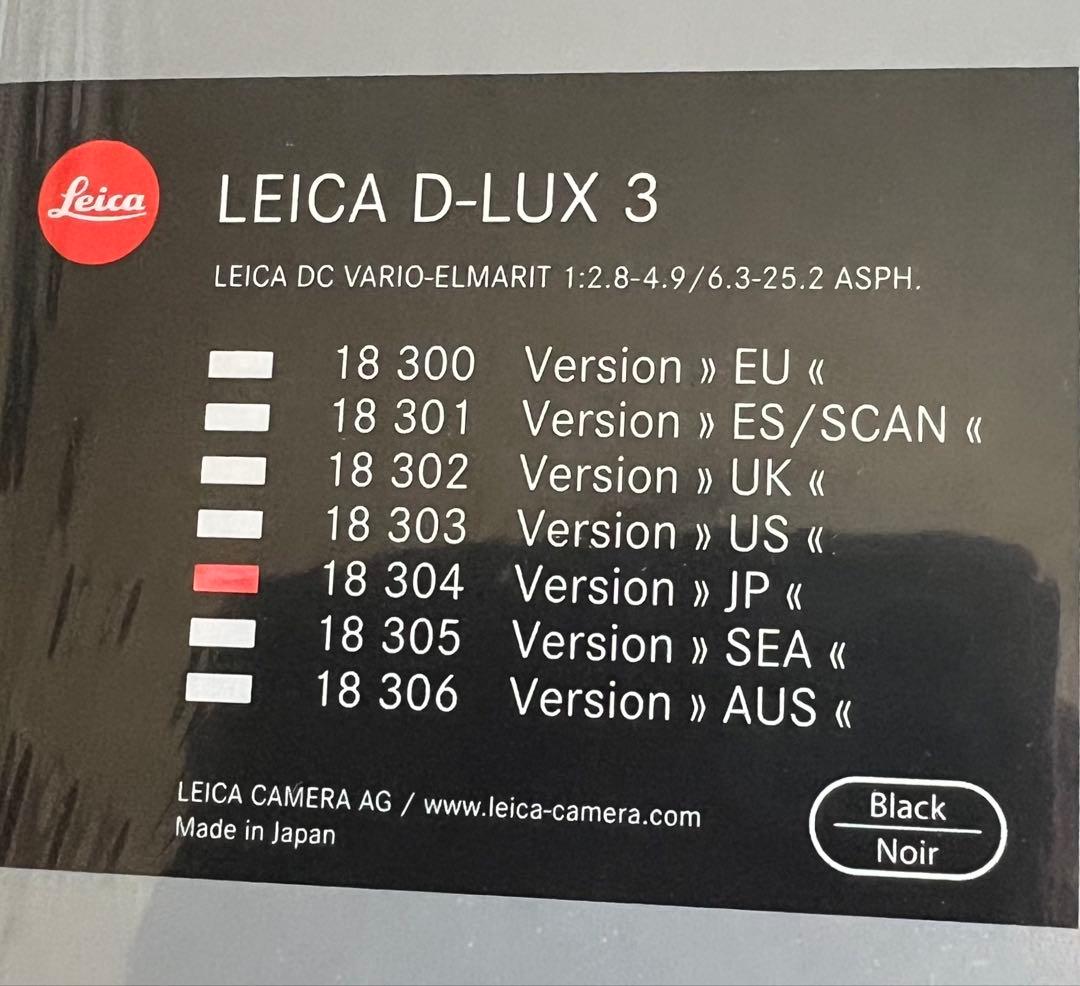 Leica
LEICA D-LUX 3
LEICA DC VARIO-ELMARIT 1:2.8-4.9/6.3-25.2 ASPH.
18 300 Version » EU «
18 301 Version » ES/SCAN «
18 302 Version » UK «
18 303 Version » US «
18 304 Version » JP «
18 305 Version » SEA «
18 306 Version » AUS «
LEICA CAMERA AG / www.leica-camera.com
Made in Japan
Black
Noir